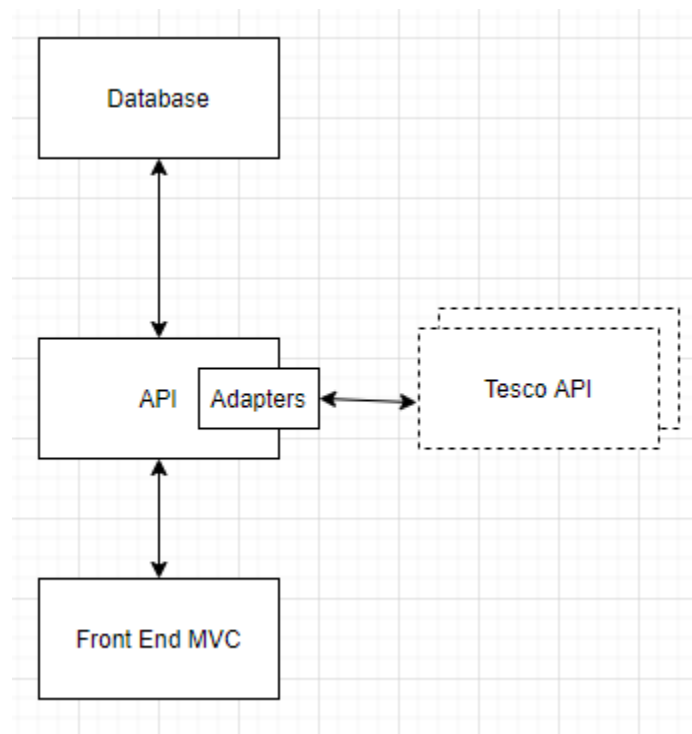 Database
API
Adapters
Tesco API
Front End MVC